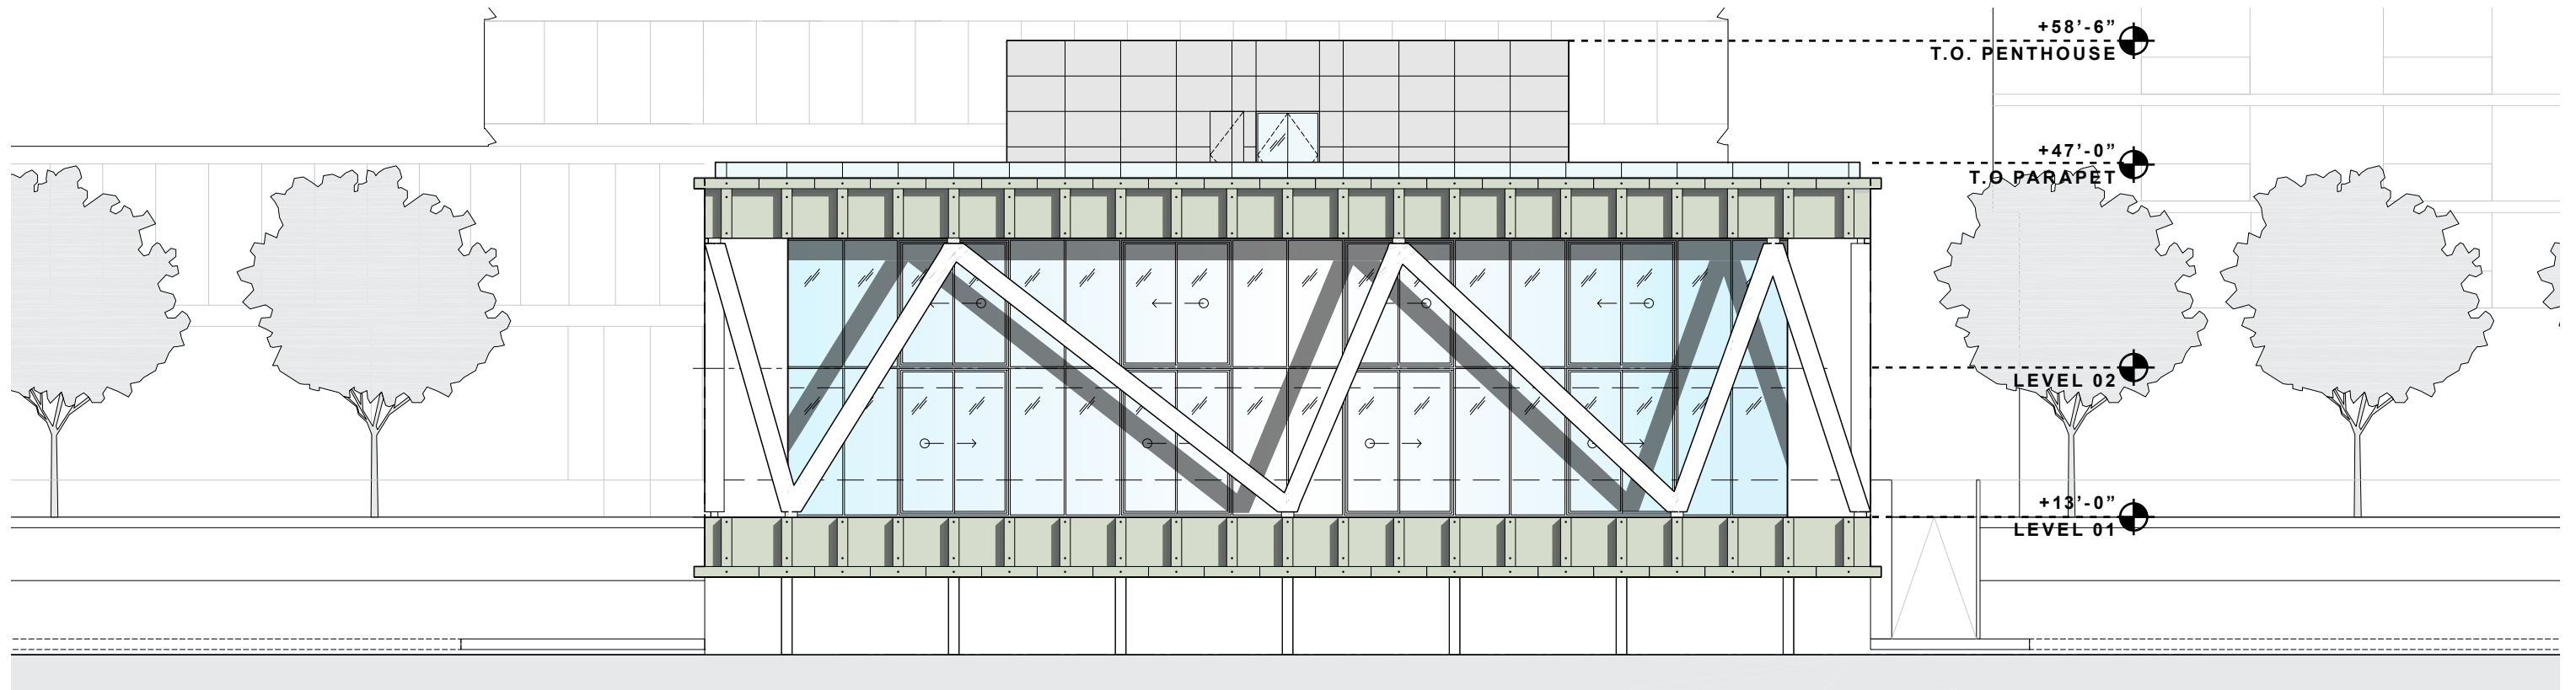 +58’-6”
T.O. PENTHOUSE
+47’-0”
T.O PARAPET
LEVEL 02
+13’-0”
LEVEL 01